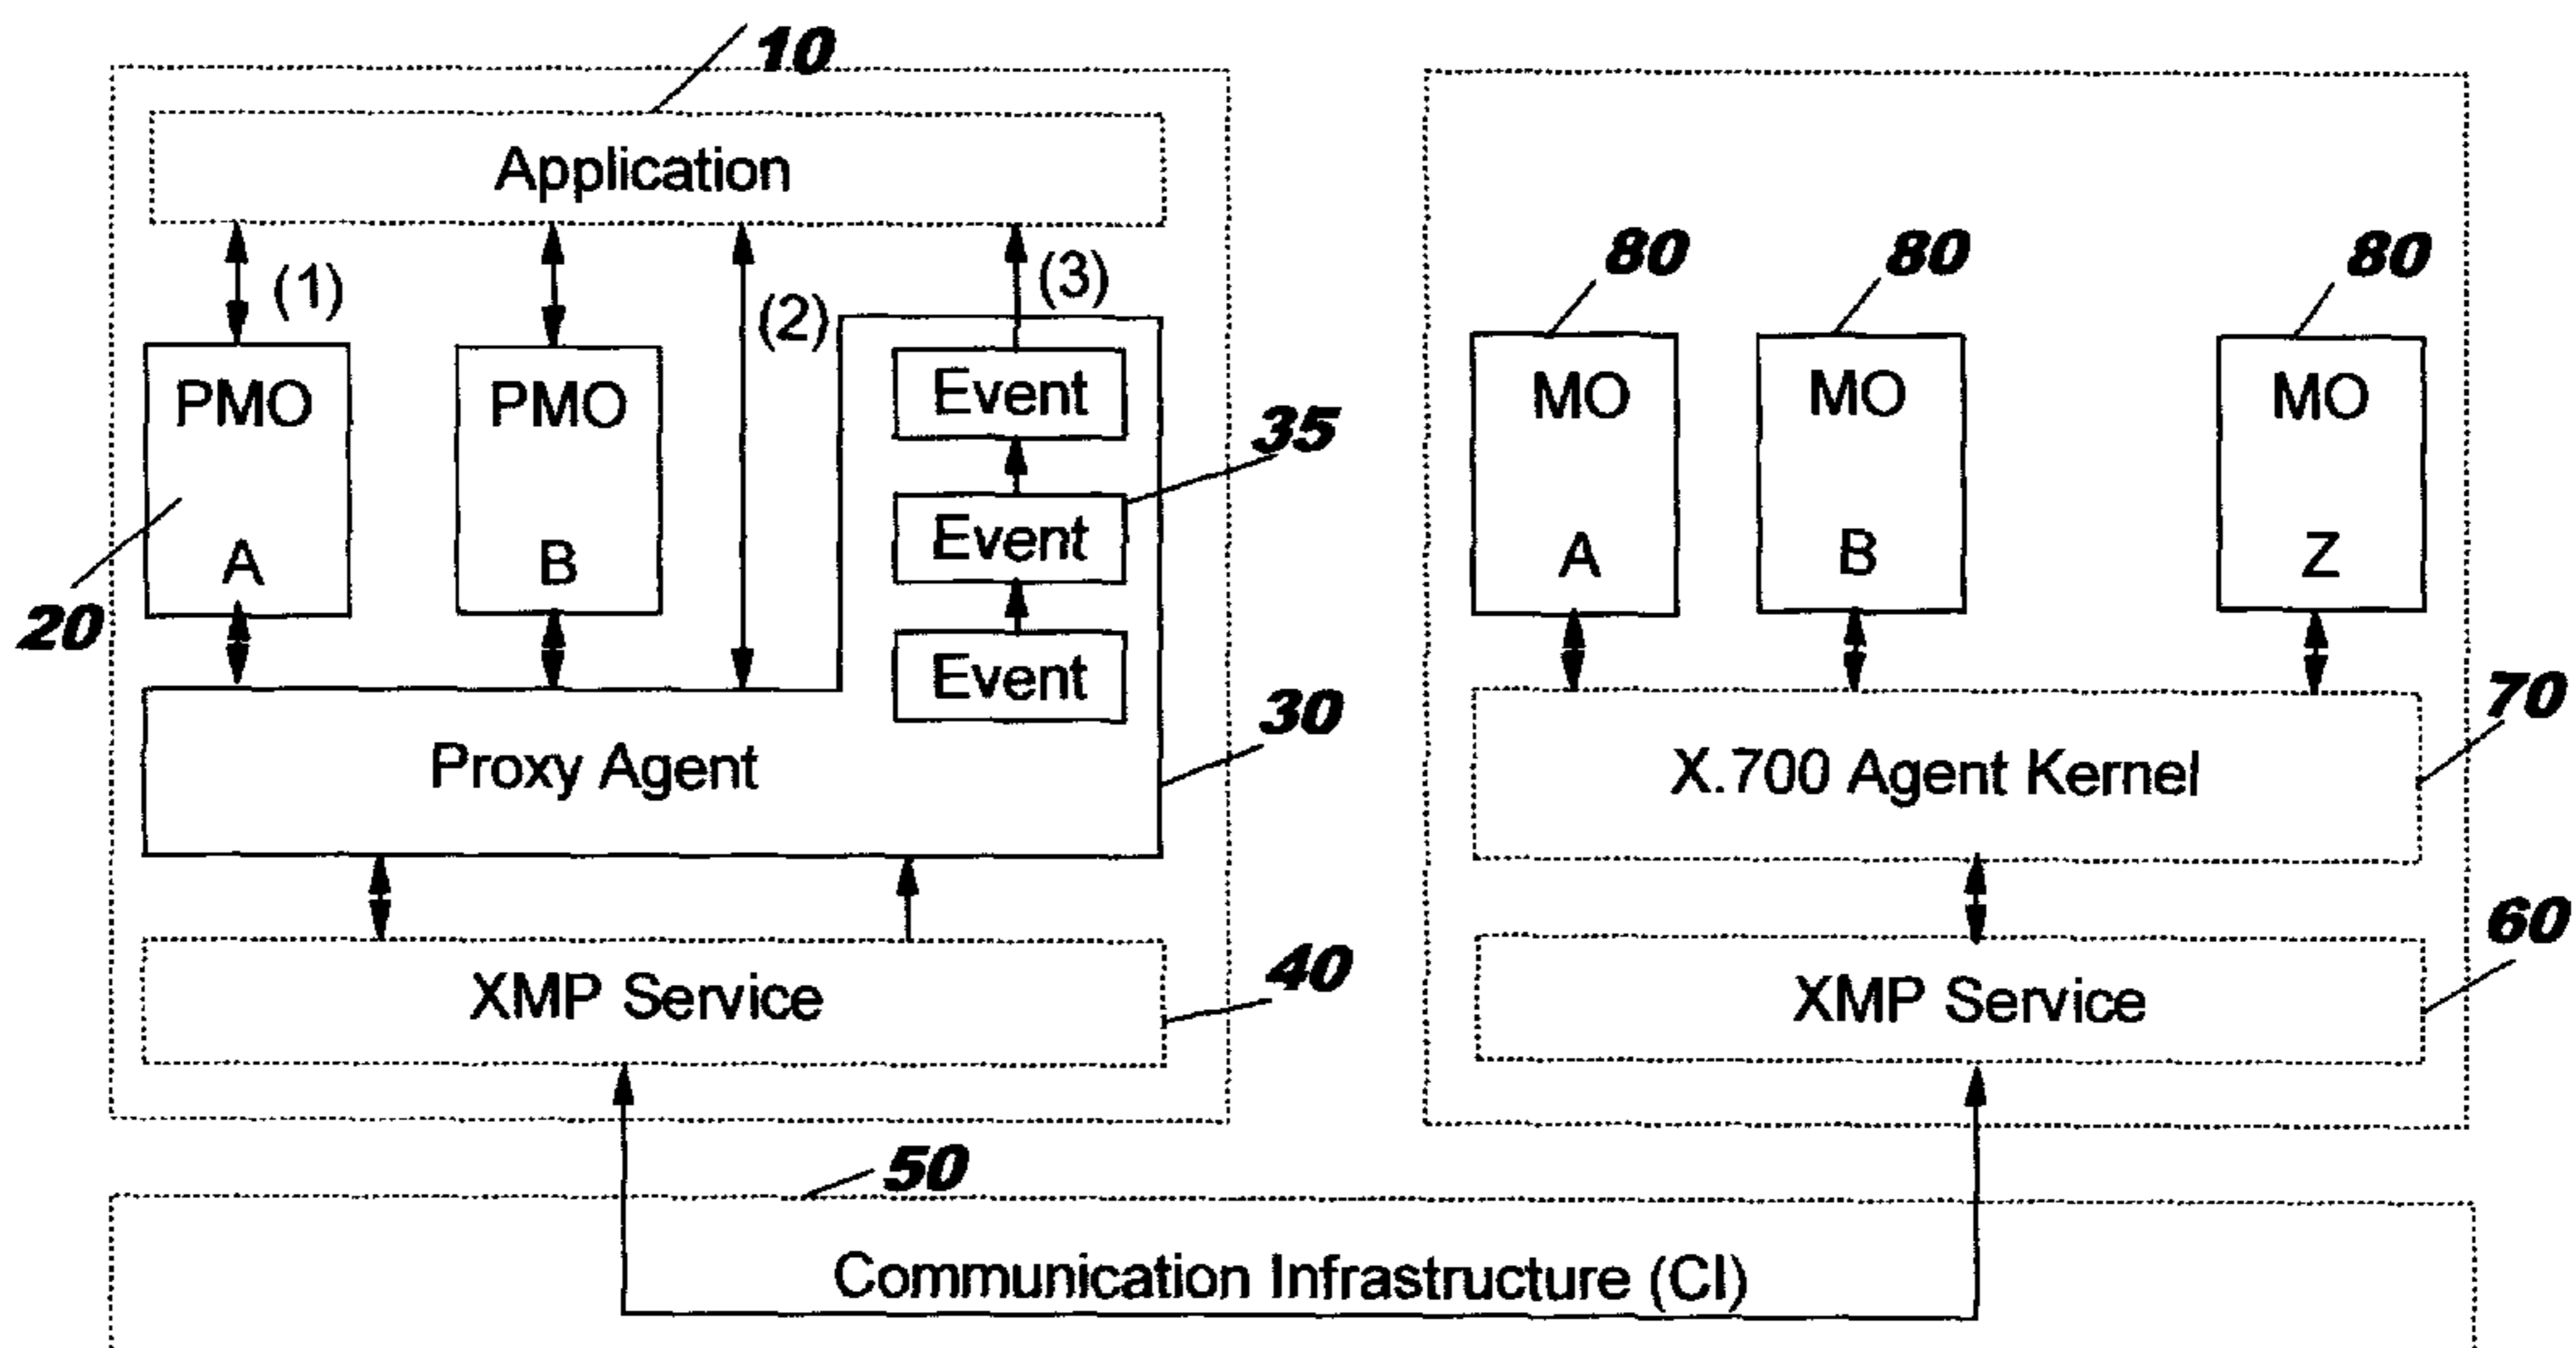 10
Application
(1)
(2)
(3)
PMO
A
PMO
B
20
Event
Event
Event
35
30
Proxy Agent
XMP Service
40
80
80
80
MO
A
MO
B
MO
Z
70
X.700 Agent Kernel
60
XMP Service
50
Communication Infrastructure (CI)